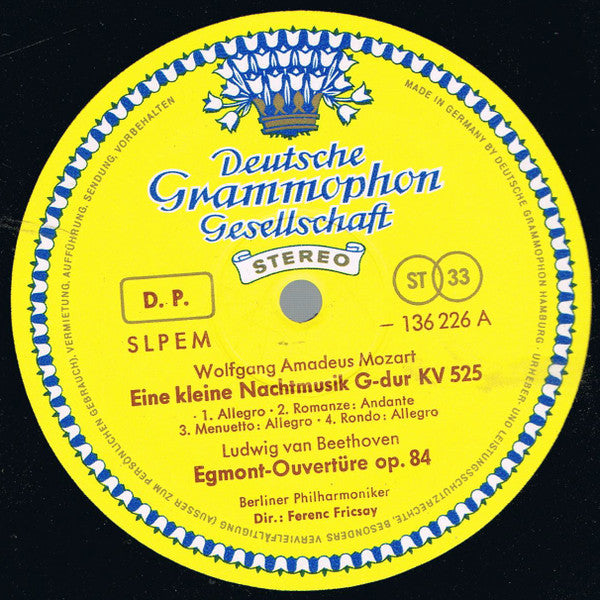 Deutsche
Grammophon
Gesellschaft
STEREO
D. P.
SLPEM
ST 33
– 136 226 A
Wolfgang Amadeus Mozart
Eine kleine Nachtmusik G-dur KV 525
· 1. Allegro · 2. Romanze: Andante
3. Menuetto: Allegro · 4. Rondo: Allegro
Ludwig van Beethoven
Egmont-Ouvertüre op. 84
Berliner Philharmoniker
Dir.: Ferenc Fricsay
MADE IN GERMANY BY DEUTSCHE GRAMMOPHON HAMBURG · URHEBER- UND LEISTUNGSSCHUTZRECHTE, BESONDERS VERVIELFÄLTIGUNG (AUSSER ZUM PERSÖNLICHEN GEBRAUCH), VERMIETUNG, AUFFÜHRUNG, SENDUNG, VORBEHALTEN